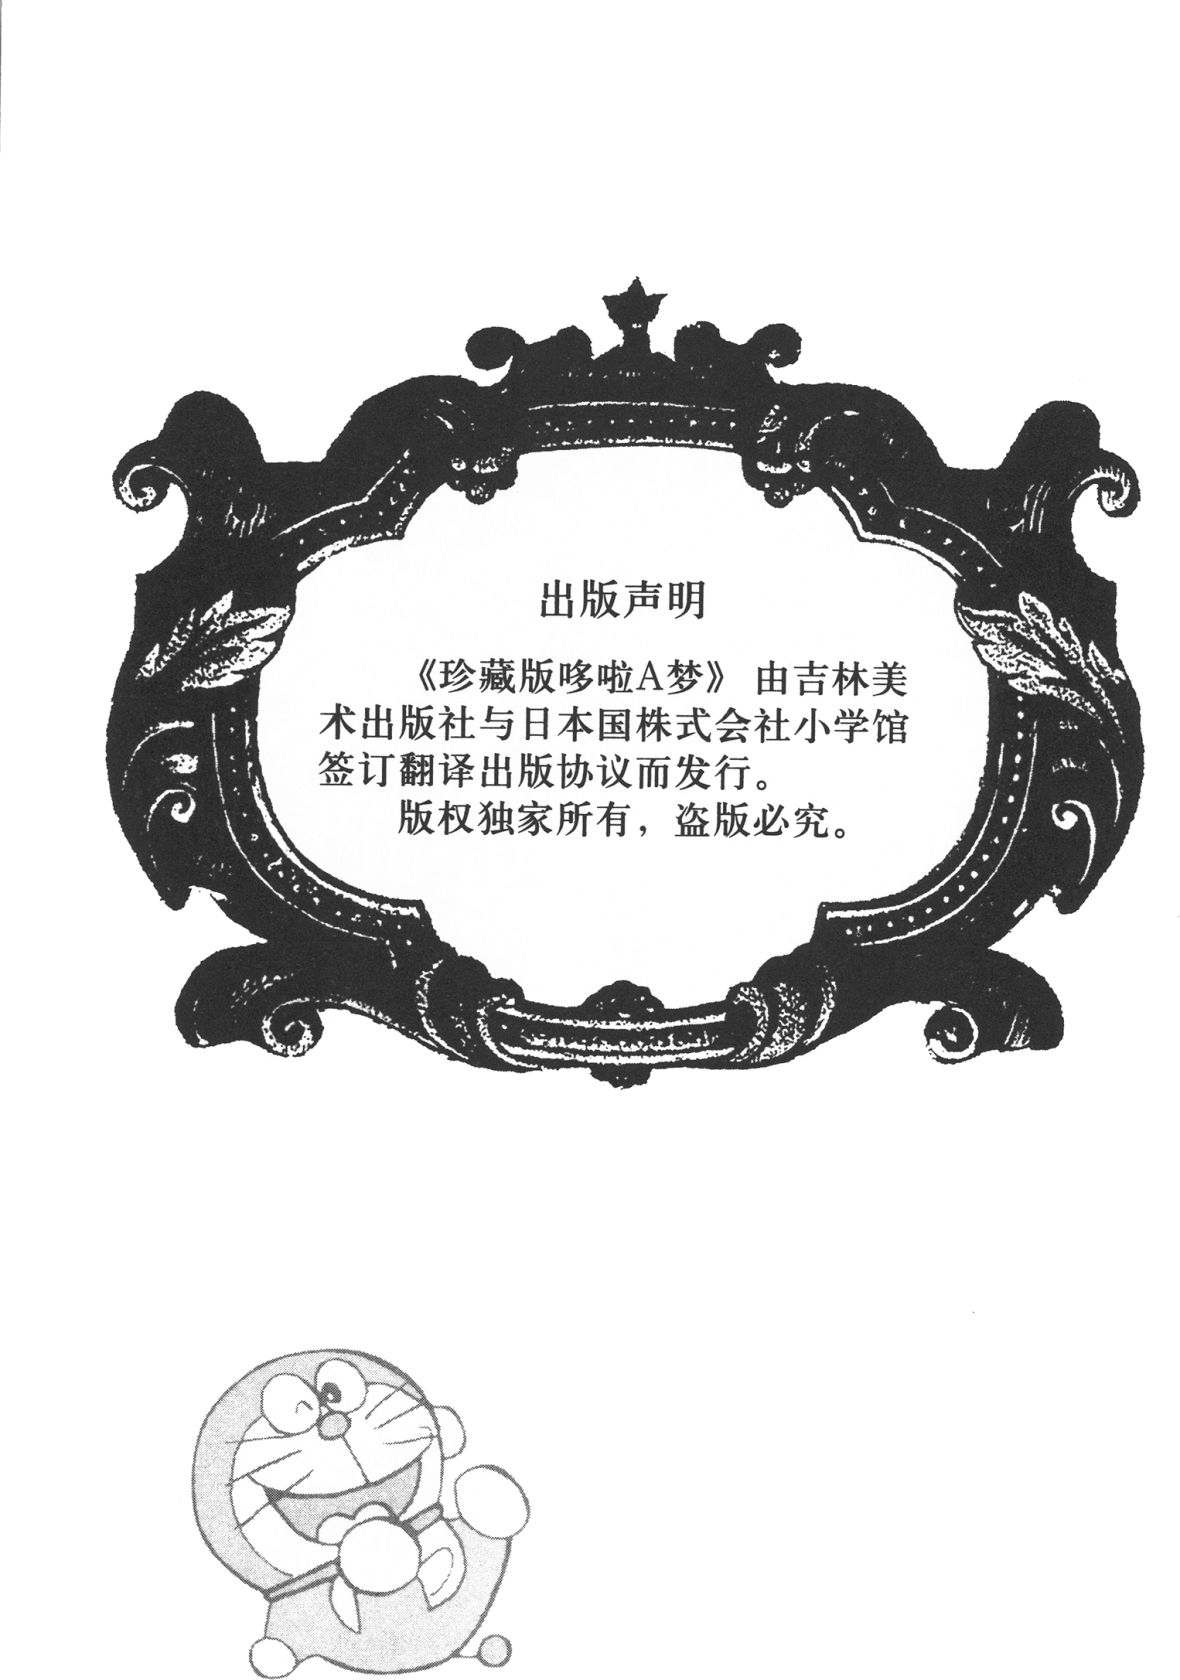 出版声明
《珍藏版哆啦A梦》 由吉林美
术出版社与日本国株式会社小学馆
签订翻译出版协议而发行。
版权独家所有，盗版必究。